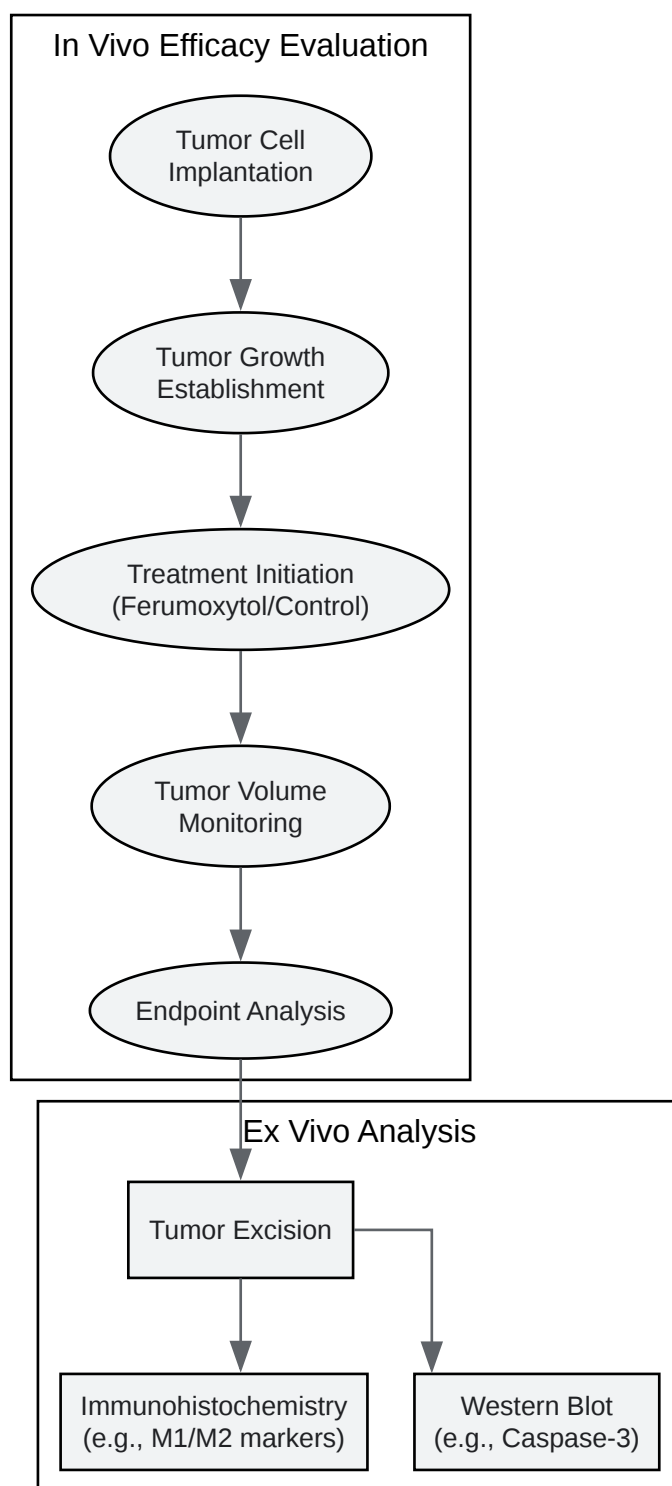 In Vivo Efficacy Evaluation
Tumor Cell
Implantation
Tumor Growth
Establishment
Treatment Initiation
(Ferumoxytol/Control)
Tumor Volume
Monitoring
Endpoint Analysis
Ex Vivo Analysis
Tumor Excision
Immunohistochemistry
(e.g., M1/M2 markers)
Western Blot
(e.g., Caspase-3)